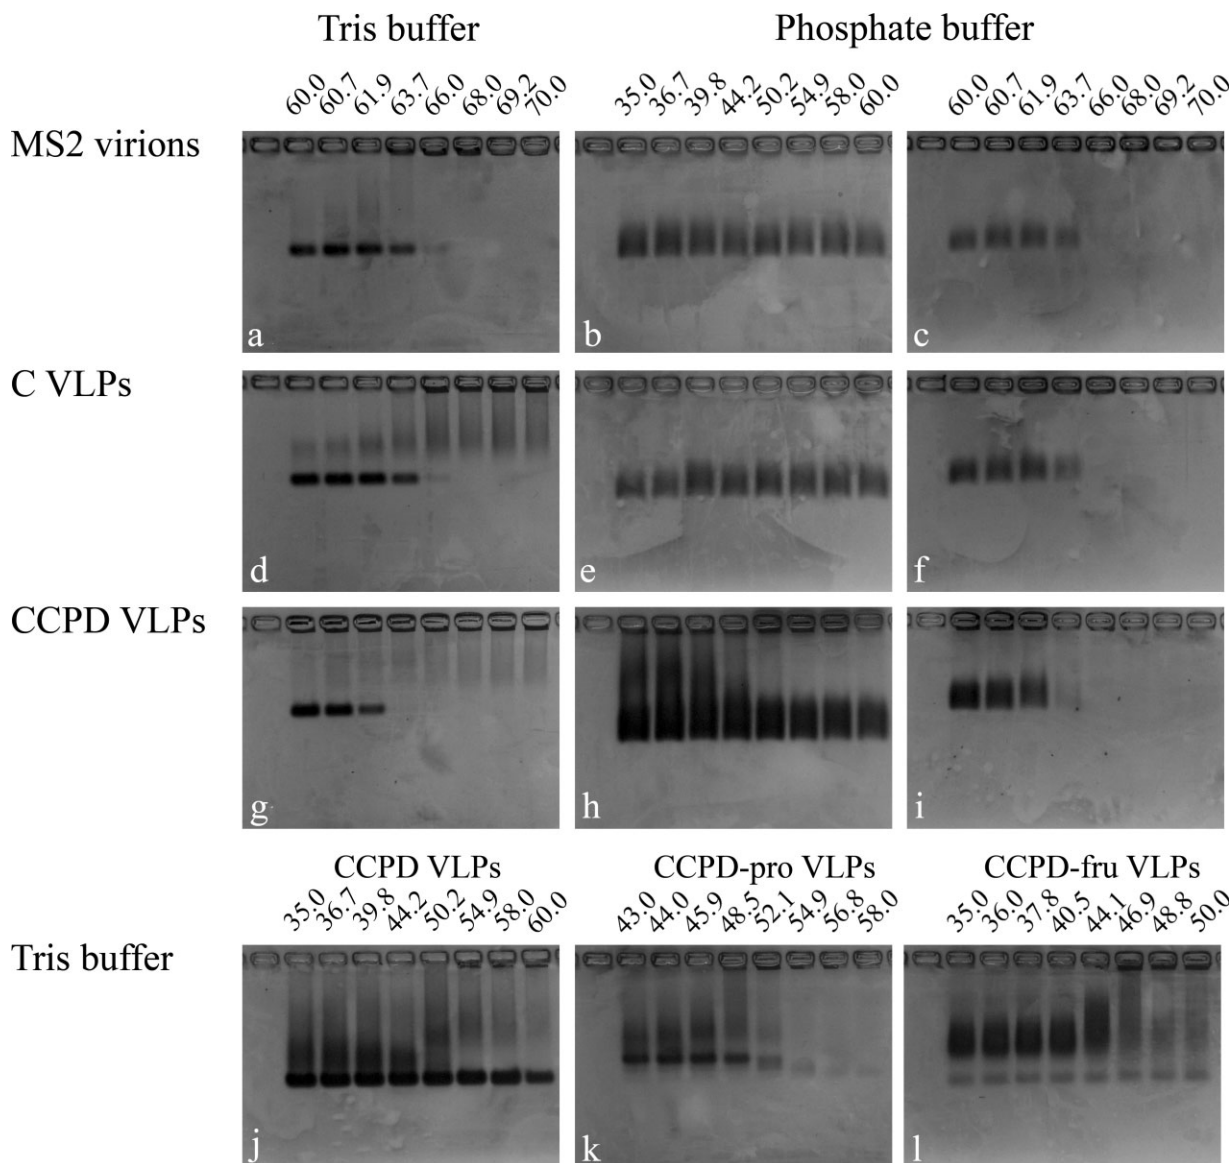 Tris buffer Phosphate buffer
60.0 60.7 61.9 63.7 66.0 68.0 69.2 70.0 35.0 36.7 39.8 44.2 50.2 54.9 58.0 60.0 60.0 60.7 61.9 63.7 66.0 68.0 69.2 70.0
MS2 virions
a b c
C VLPs
d e f
CCPD VLPs
g h i
CCPD VLPs CCPD-pro VLPs CCPD-fru VLPs
35.0 36.7 39.8 44.2 50.2 54.9 58.0 60.0 43.0 44.0 45.9 48.5 52.1 54.9 56.8 58.0 35.0 36.0 37.8 40.5 44.1 46.9 48.8 50.0
Tris buffer
j k l